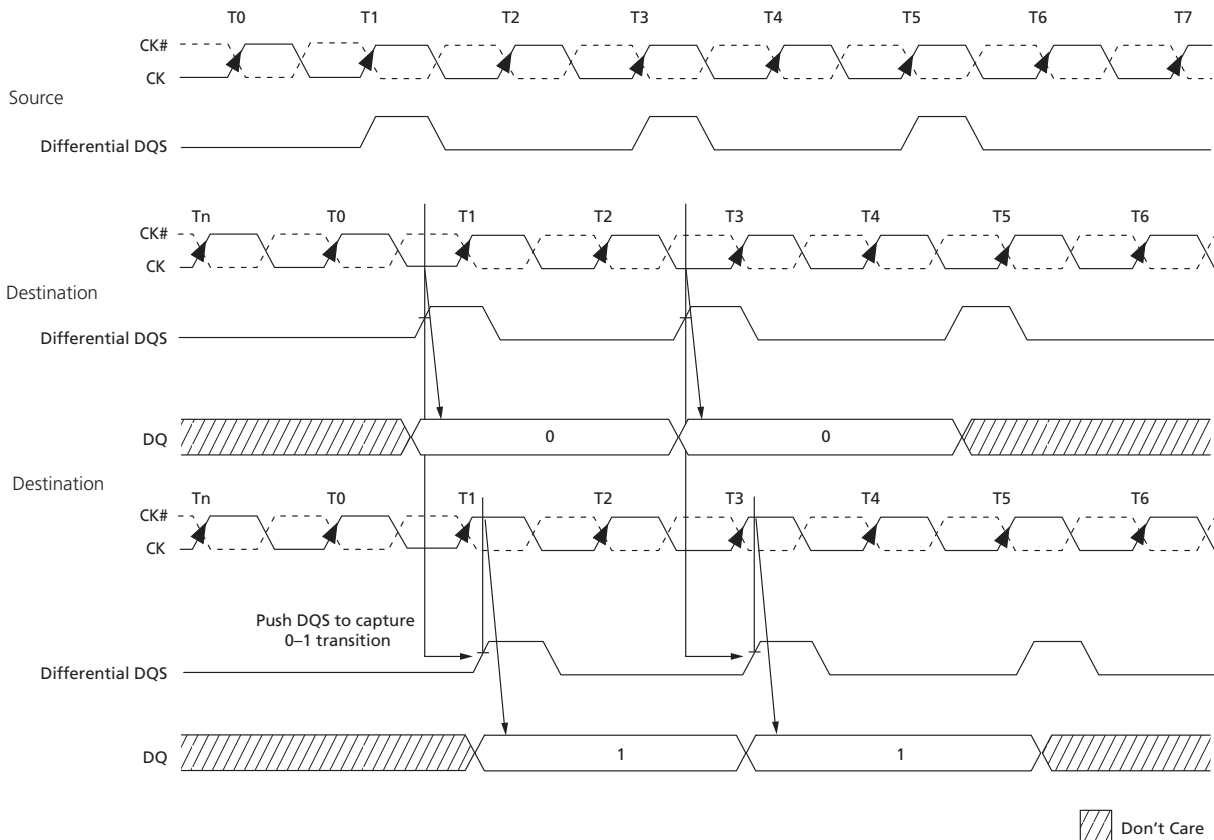 T0 T1 T2 T3 T4 T5 T6 T7
CK#
CK
Source
Differential DQS
Tn T0 T1 T2 T3 T4 T5 T6
CK#
CK
Destination
Differential DQS
DQ 0 0
Destination
Tn T0 T1 T2 T3 T4 T5 T6
CK#
CK
Push DQS to capture
0–1 transition
Differential DQS
DQ 1 1
Don't Care